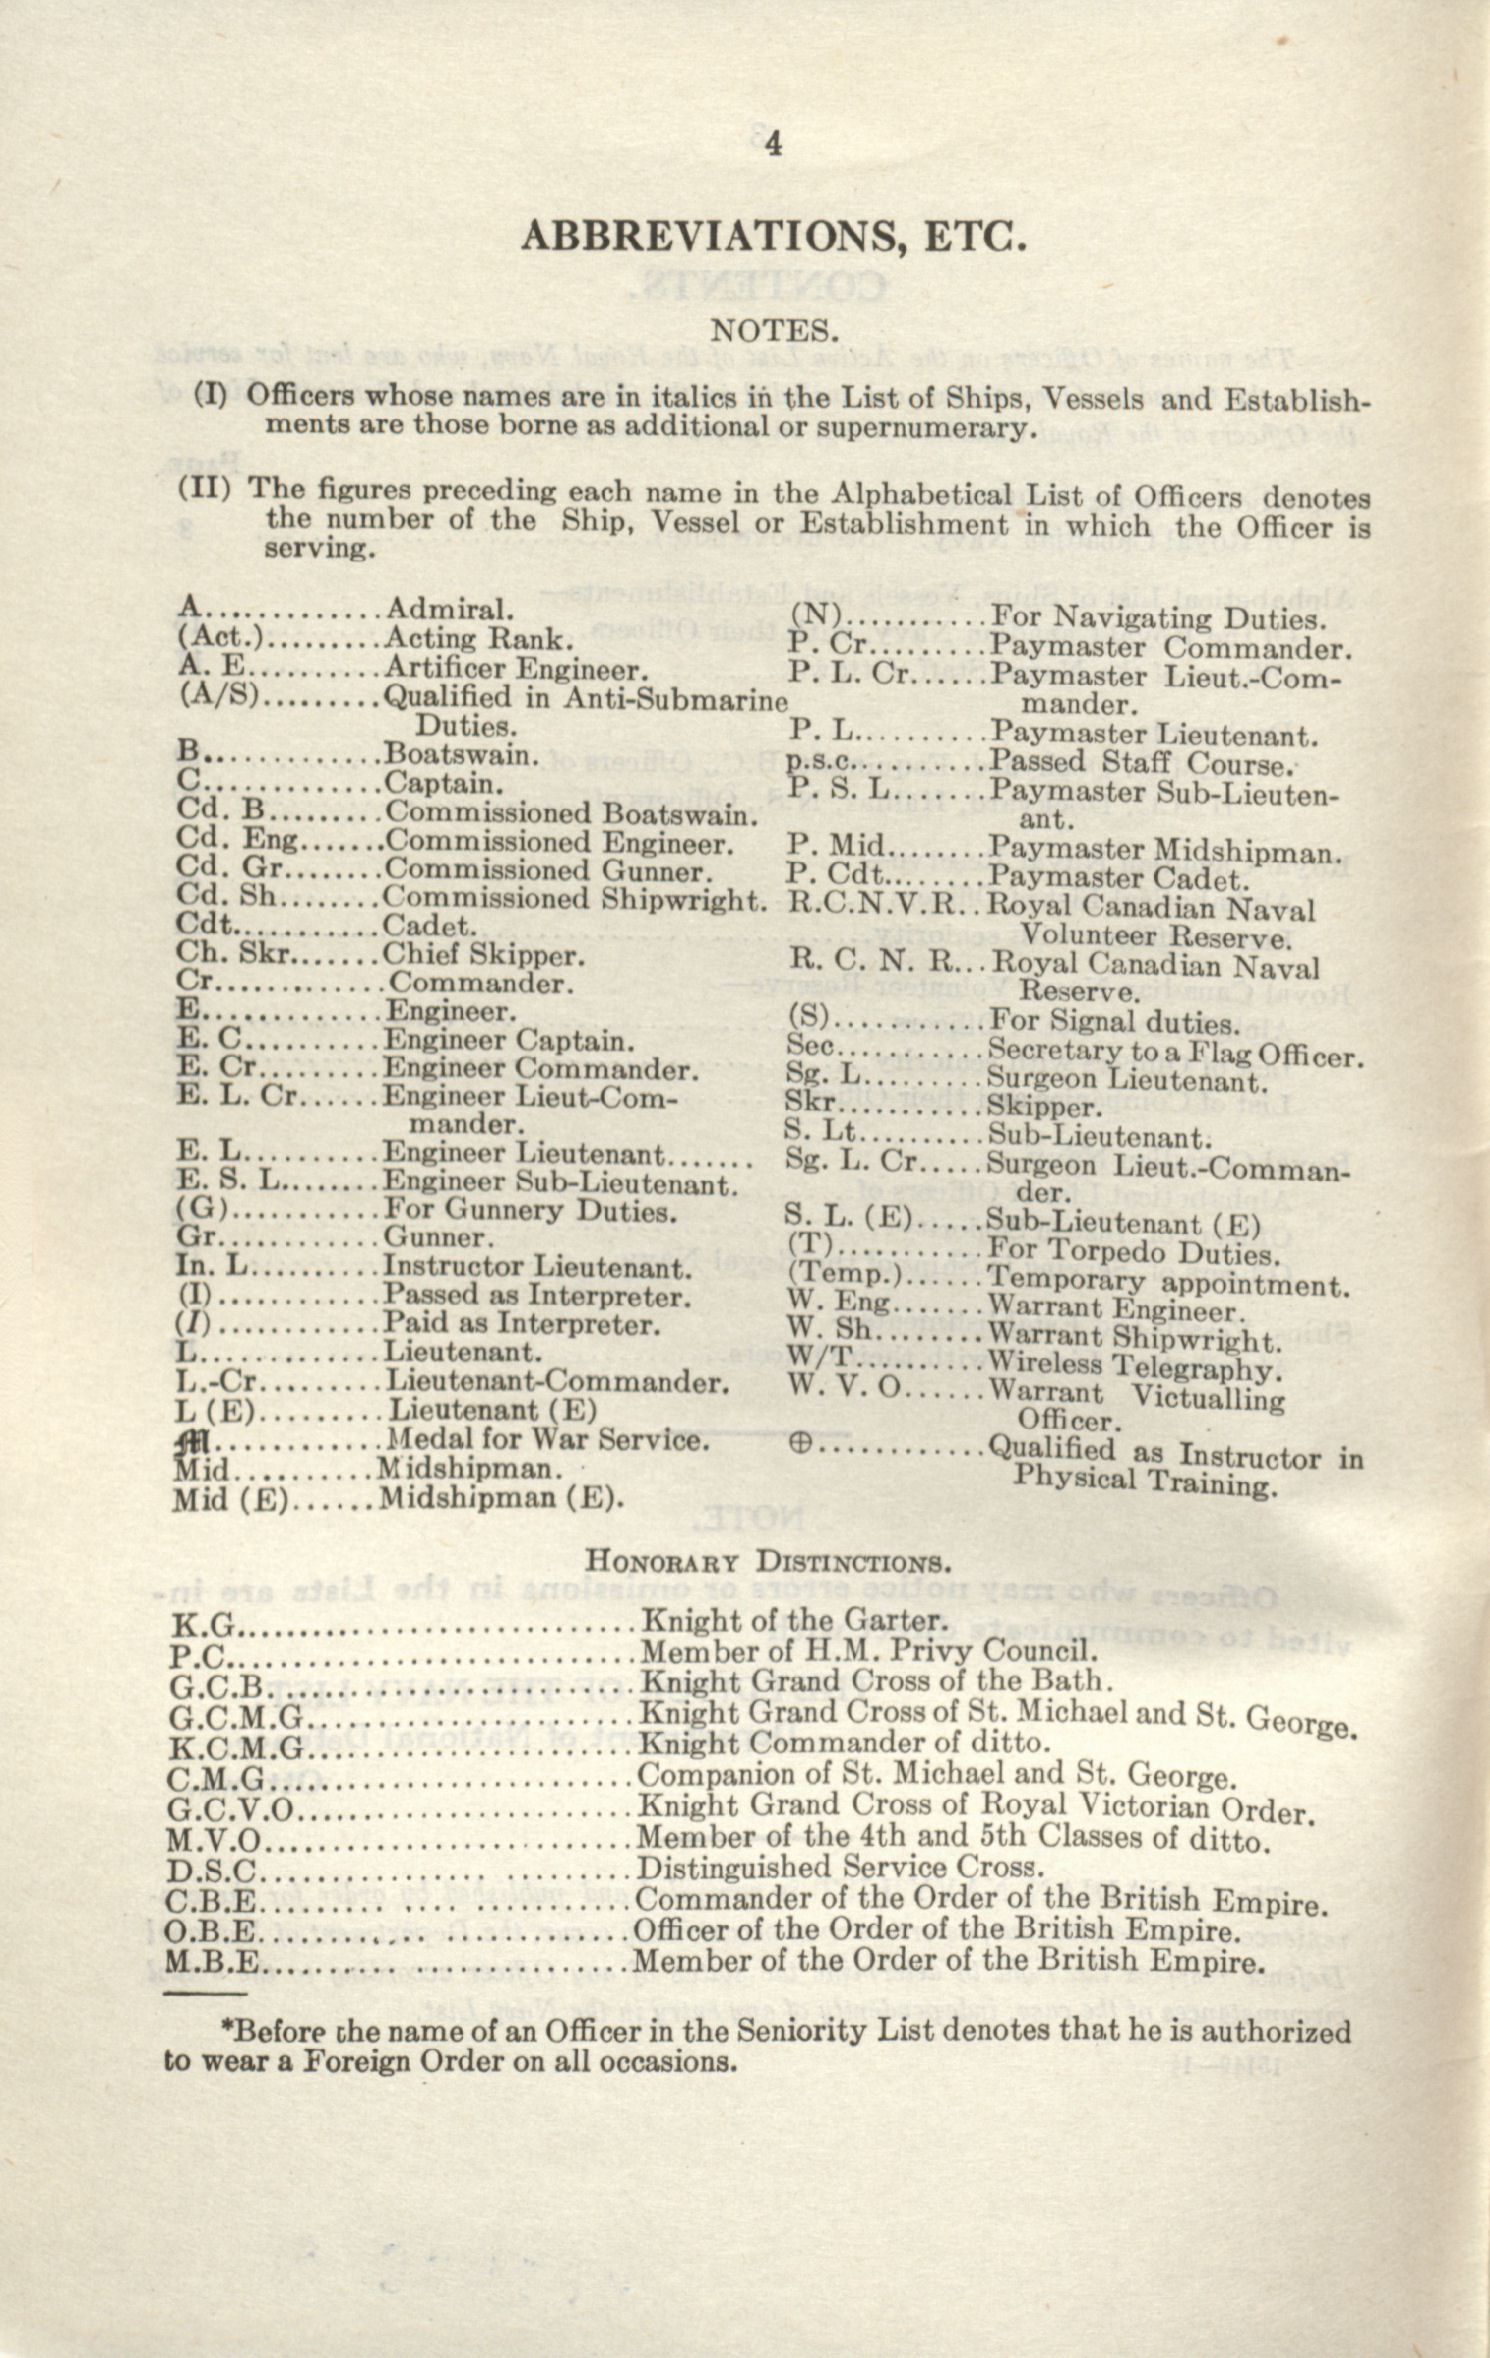 4
ABBREVIATIONS, ETC.
NOTES.
(I) Officers whose names are in italics in the List of Ships, Vessels and Establish-
ments are those borne as additional or supernumerary.
(II) The figures preceding each name in the Alphabetical List of Officers denotes
the number of the Ship, Vessel or Establishment in which the Officer is
serving.
A..............Admiral.
(Act.).........Acting Rank.
A. E..........Artificer Engineer.
(A/S).........Qualified in Anti-Submarine
Duties.
B..............Boatswain.
C..............Captain.
Cd. B.........Commissioned Boatswain.
Cd. Eng.......Commissioned Engineer.
Cd. Gr........Commissioned Gunner.
Cd. Sh........Commissioned Shipwright.
Cdt...........Cadet.
Ch. Skr.......Chief Skipper.
Cr.............Commander.
E..............Engineer.
E. C..........Engineer Captain.
E. Cr.........Engineer Commander.
E. L. Cr......Engineer Lieut-Com-
mander.
E. L..........Engineer Lieutenant.......
E. S. L........Engineer Sub-Lieutenant.
(G)...........For Gunnery Duties.
Gr............Gunner.
In. L..........Instructor Lieutenant.
(I)............Passed as Interpreter.
(I)............Paid as Interpreter.
L..............Lieutenant.
L.-Cr.........Lieutenant-Commander.
L (E).........Lieutenant (E)
M.............Medal for War Service.
Mid..........Midshipman.
Mid (E)......Midshipman (E).
(N)...........For Navigating Duties.
P. Cr.........Paymaster Commander.
P. L. Cr......Paymaster Lieut.-Com-
mander.
P. L..........Paymaster Lieutenant.
p.s.c..........Passed Staff Course.
P. S. L.......Paymaster Sub-Lieuten-
ant.
P. Mid........Paymaster Midshipman.
P. Cdt........Paymaster Cadet.
R.C.N.V.R..Royal Canadian Naval
Volunteer Reserve.
R. C. N. R...Royal Canadian Naval
Reserve.
(S)............For Signal duties.
Sec...........Secretary to a Flag Officer.
Sg. L.........Surgeon Lieutenant.
Skr...........Skipper.
S. Lt..........Sub-Lieutenant.
Sg. L. Cr.....Surgeon Lieut.-Comman-
der.
S. L. (E).....Sub-Lieutenant (E)
(T)...........For Torpedo Duties.
(Temp.)......Temporary appointment.
W. Eng.......Warrant Engineer.
W. Sh........Warrant Shipwright.
W/T..........Wireless Telegraphy.
W. V. O......Warrant Victualling
Officer.
⊕.............Qualified as Instructor in
Physical Training.
HONORARY DISTINCTIONS.
K.G..............................Knight of the Garter.
P.C..............................Member of H.M. Privy Council.
G.C.B. ..........................Knight Grand Cross of the Bath.
G.C.M.G.........................Knight Grand Cross of St. Michael and St. George.
K.C.M.G.........................Knight Commander of ditto.
C.M.G...........................Companion of St. Michael and St. George.
G.C.V.O.........................Knight Grand Cross of Royal Victorian Order.
M.V.O...........................Member of the 4th and 5th Classes of ditto.
D.S.C................. .........Distinguished Service Cross.
C.B.E.......... .... ............Commander of the Order of the British Empire.
O.B.E............. ..............Officer of the Order of the British Empire.
M.B.E........... ................Member of the Order of the British Empire.
*Before the name of an Officer in the Seniority List denotes that he is authorized
to wear a Foreign Order on all occasions.